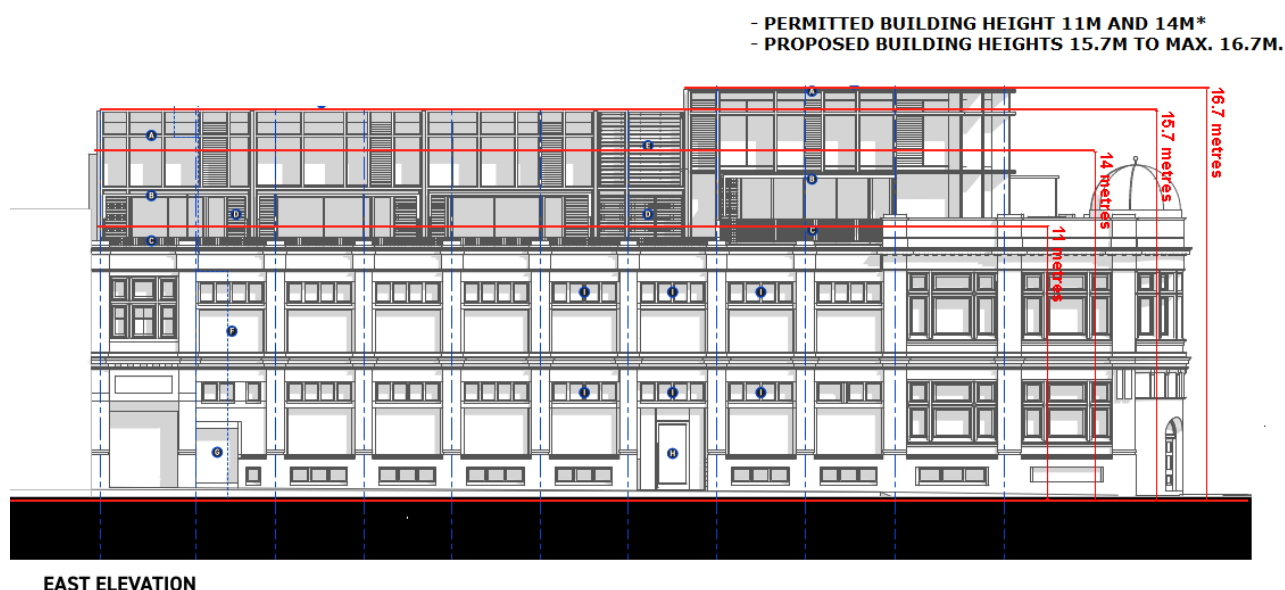 - PERMITTED BUILDING HEIGHT 11M AND 14M*
- PROPOSED BUILDING HEIGHTS 15.7M TO MAX. 16.7M.
A
A
16.7 metres
15.7 metres
E
14 metres
B
B
D
D
C
C
11 metres
I
I
I
F
I
I
I
G
H
EAST ELEVATION